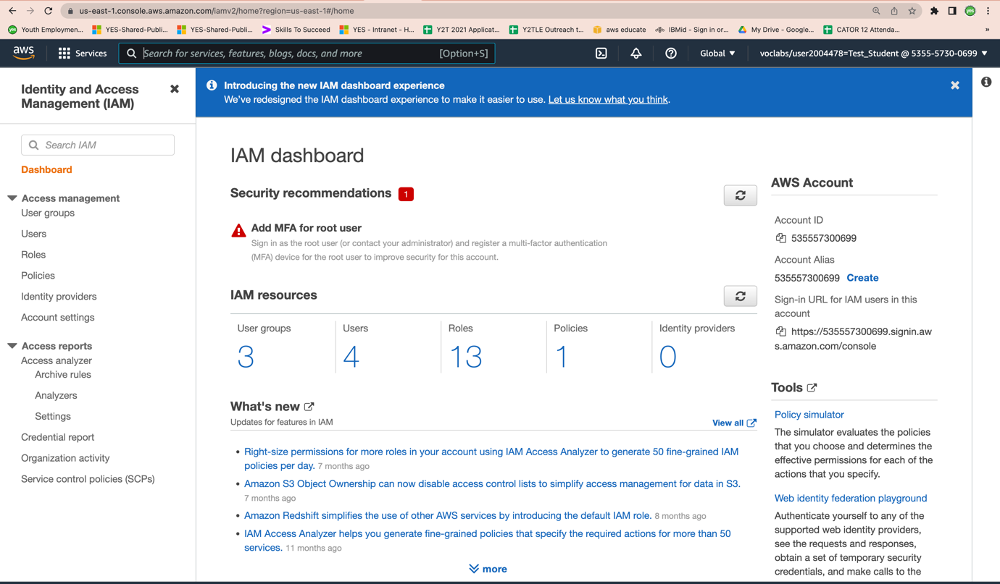 us-east-1.console.aws.amazon.com/iamv2/home?region=us-east-1#/home
yes
yes Youth Employmen...
YES-Shared-Publi...
YES-Shared-Publi...
Skills To Succeed
YES - Intranet - H...
Y2T 2021 Applicat...
Y2TLE Outreach t...
aws educate
IBMid - Sign in or...
My Drive - Google...
CATOR 12 Attenda...
»
aws
Services
Search for services, features, blogs, docs, and more
[Option+S]
Global
voclabs/user2004478=Test_Student @ 5355-5730-0699
Identity and Access
Management (IAM)
Search IAM
Dashboard
Access management
User groups
Users
Roles
Policies
Identity providers
Account settings
Access reports
Access analyzer
Archive rules
Analyzers
Settings
Credential report
Organization activity
Service control policies (SCPs)
Introducing the new IAM dashboard experience
We've redesigned the IAM dashboard experience to make it easier to use. Let us know what you think.
IAM dashboard
Security recommendations 1
Add MFA for root user
Sign in as the root user (or contact your administrator) and register a multi-factor authentication
(MFA) device for the root user to improve security for this account.
IAM resources
User groups
3
Users
4
Roles
13
Policies
1
Identity providers
0
What's new
Updates for features in IAM
View all
• Right-size permissions for more roles in your account using IAM Access Analyzer to generate 50 fine-grained IAM
policies per day. 7 months ago
• Amazon S3 Object Ownership can now disable access control lists to simplify access management for data in S3.
7 months ago
• Amazon Redshift simplifies the use of other AWS services by introducing the default IAM role. 8 months ago
• IAM Access Analyzer helps you generate fine-grained policies that specify the required actions for more than 50
services. 11 months ago
more
AWS Account
Account ID
535557300699
Account Alias
535557300699 Create
Sign-in URL for IAM users in this
account
https://535557300699.signin.aw
s.amazon.com/console
Tools
Policy simulator
The simulator evaluates the policies
that you choose and determines the
effective permissions for each of the
actions that you specify.
Web identity federation playground
Authenticate yourself to any of the
supported web identity providers,
see the requests and responses,
obtain a set of temporary security
credentials, and make calls to the